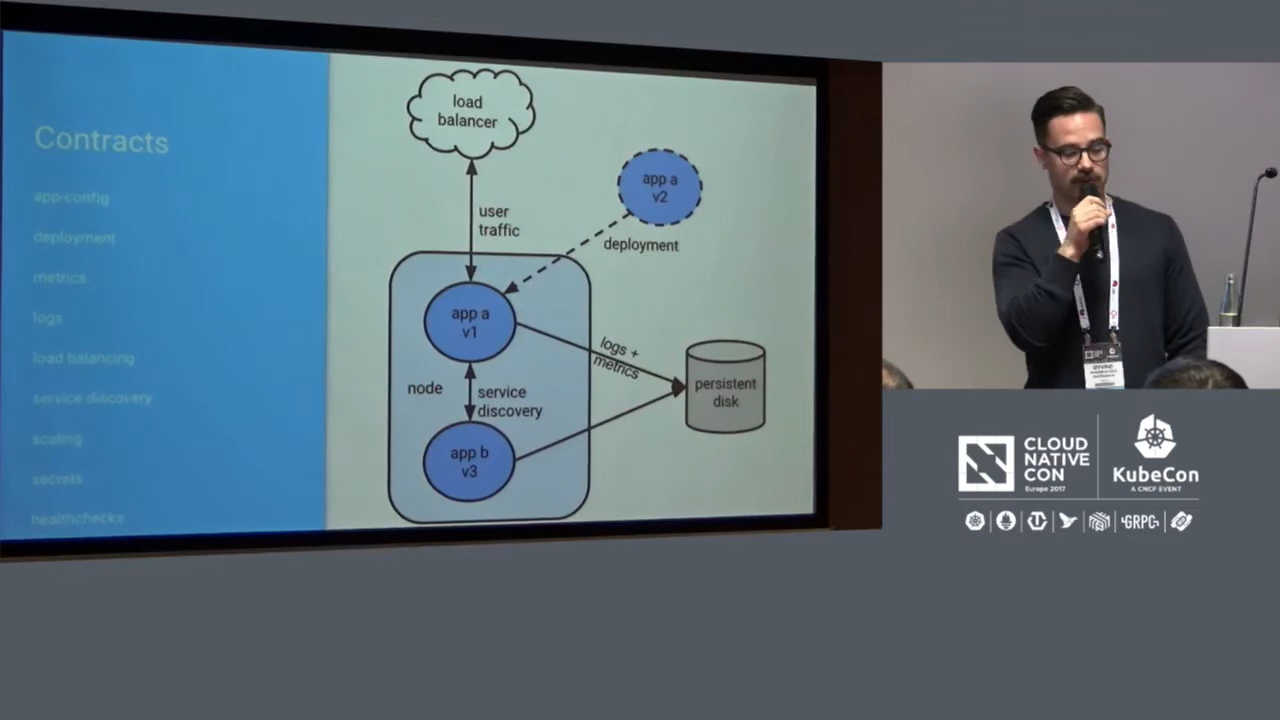 Contracts
app-config
deployment
metrics
logs
load balancing
service discovery
scaling
secrets
healthchecks
load
balancer
user
traffic
app a
v2
deployment
app a
v1
logs +
metrics
node
service
discovery
persistent
disk
app b
v3
CLOUD
NATIVE
CON
Europe 2017
KubeCon
A CNCF EVENT
GRPC